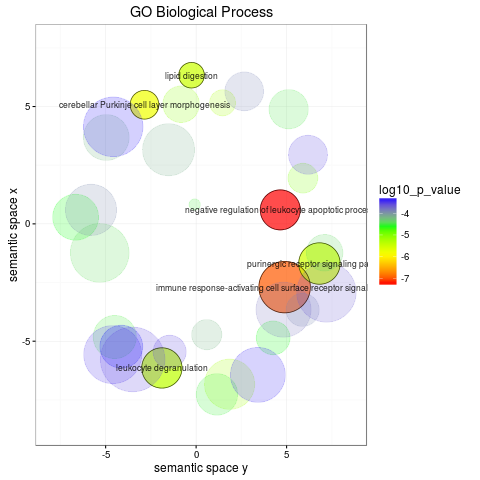 GO Biological Process
lipid digestion
cerebellar Purkinje cell layer morphogenesis
negative regulation of leukocyte apoptotic proce
purinergic receptor signaling pa
immune response-activating cell surface receptor signal
leukocyte degranulation
5
0
-5
-5
0
5
semantic space x
semantic space y
log10_p_value
-4
-5
-6
-7